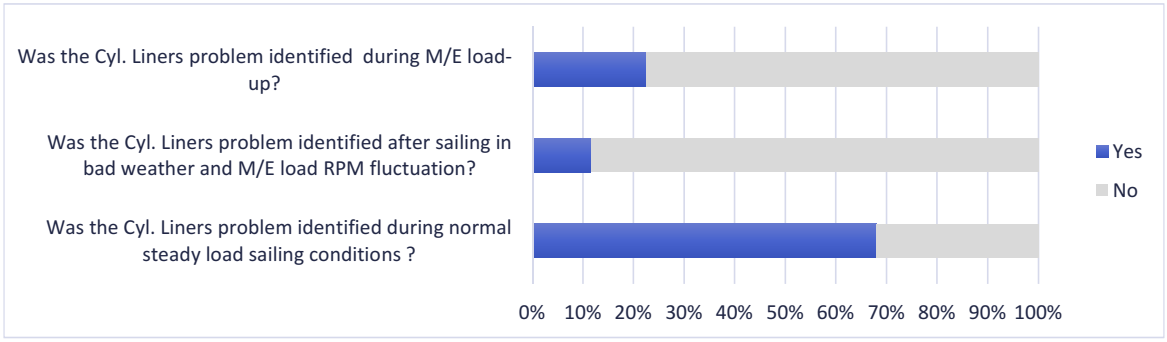 Was the Cyl. Liners problem identified  during M/E load-
up?
Was the Cyl. Liners problem identified after sailing in
bad weather and M/E load RPM fluctuation?
Was the Cyl. Liners problem identified during normal
steady load sailing conditions ?
Yes
No
0% 10% 20% 30% 40% 50% 60% 70% 80% 90% 100%